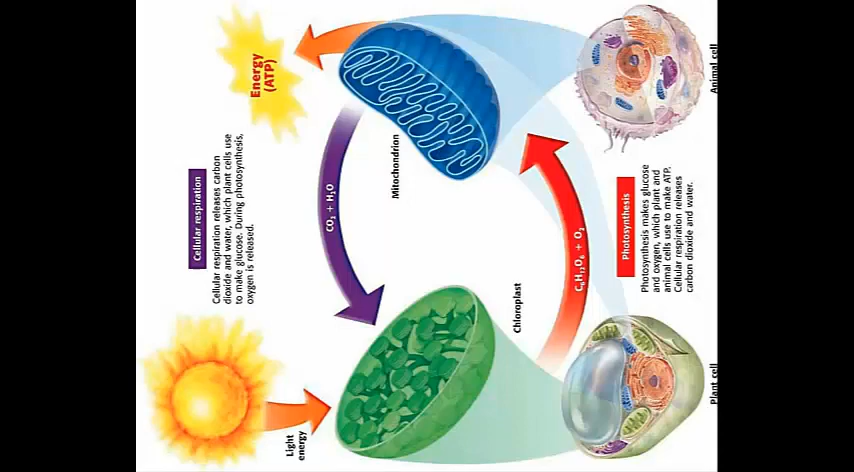 Cellular respiration
Cellular respiration releases carbon
dioxide and water, which plant cells use
to make glucose. During photosynthesis,
oxygen is released.
Energy
(ATP)
Light
energy
CO₂ + H₂O
Mitochondrion
Chloroplast
C₆H₁₂O₆ + O₂
Photosynthesis
Photosynthesis makes glucose
and oxygen, which plant and
animal cells use to make ATP.
Cellular respiration releases
carbon dioxide and water.
Plant cell
Animal cell